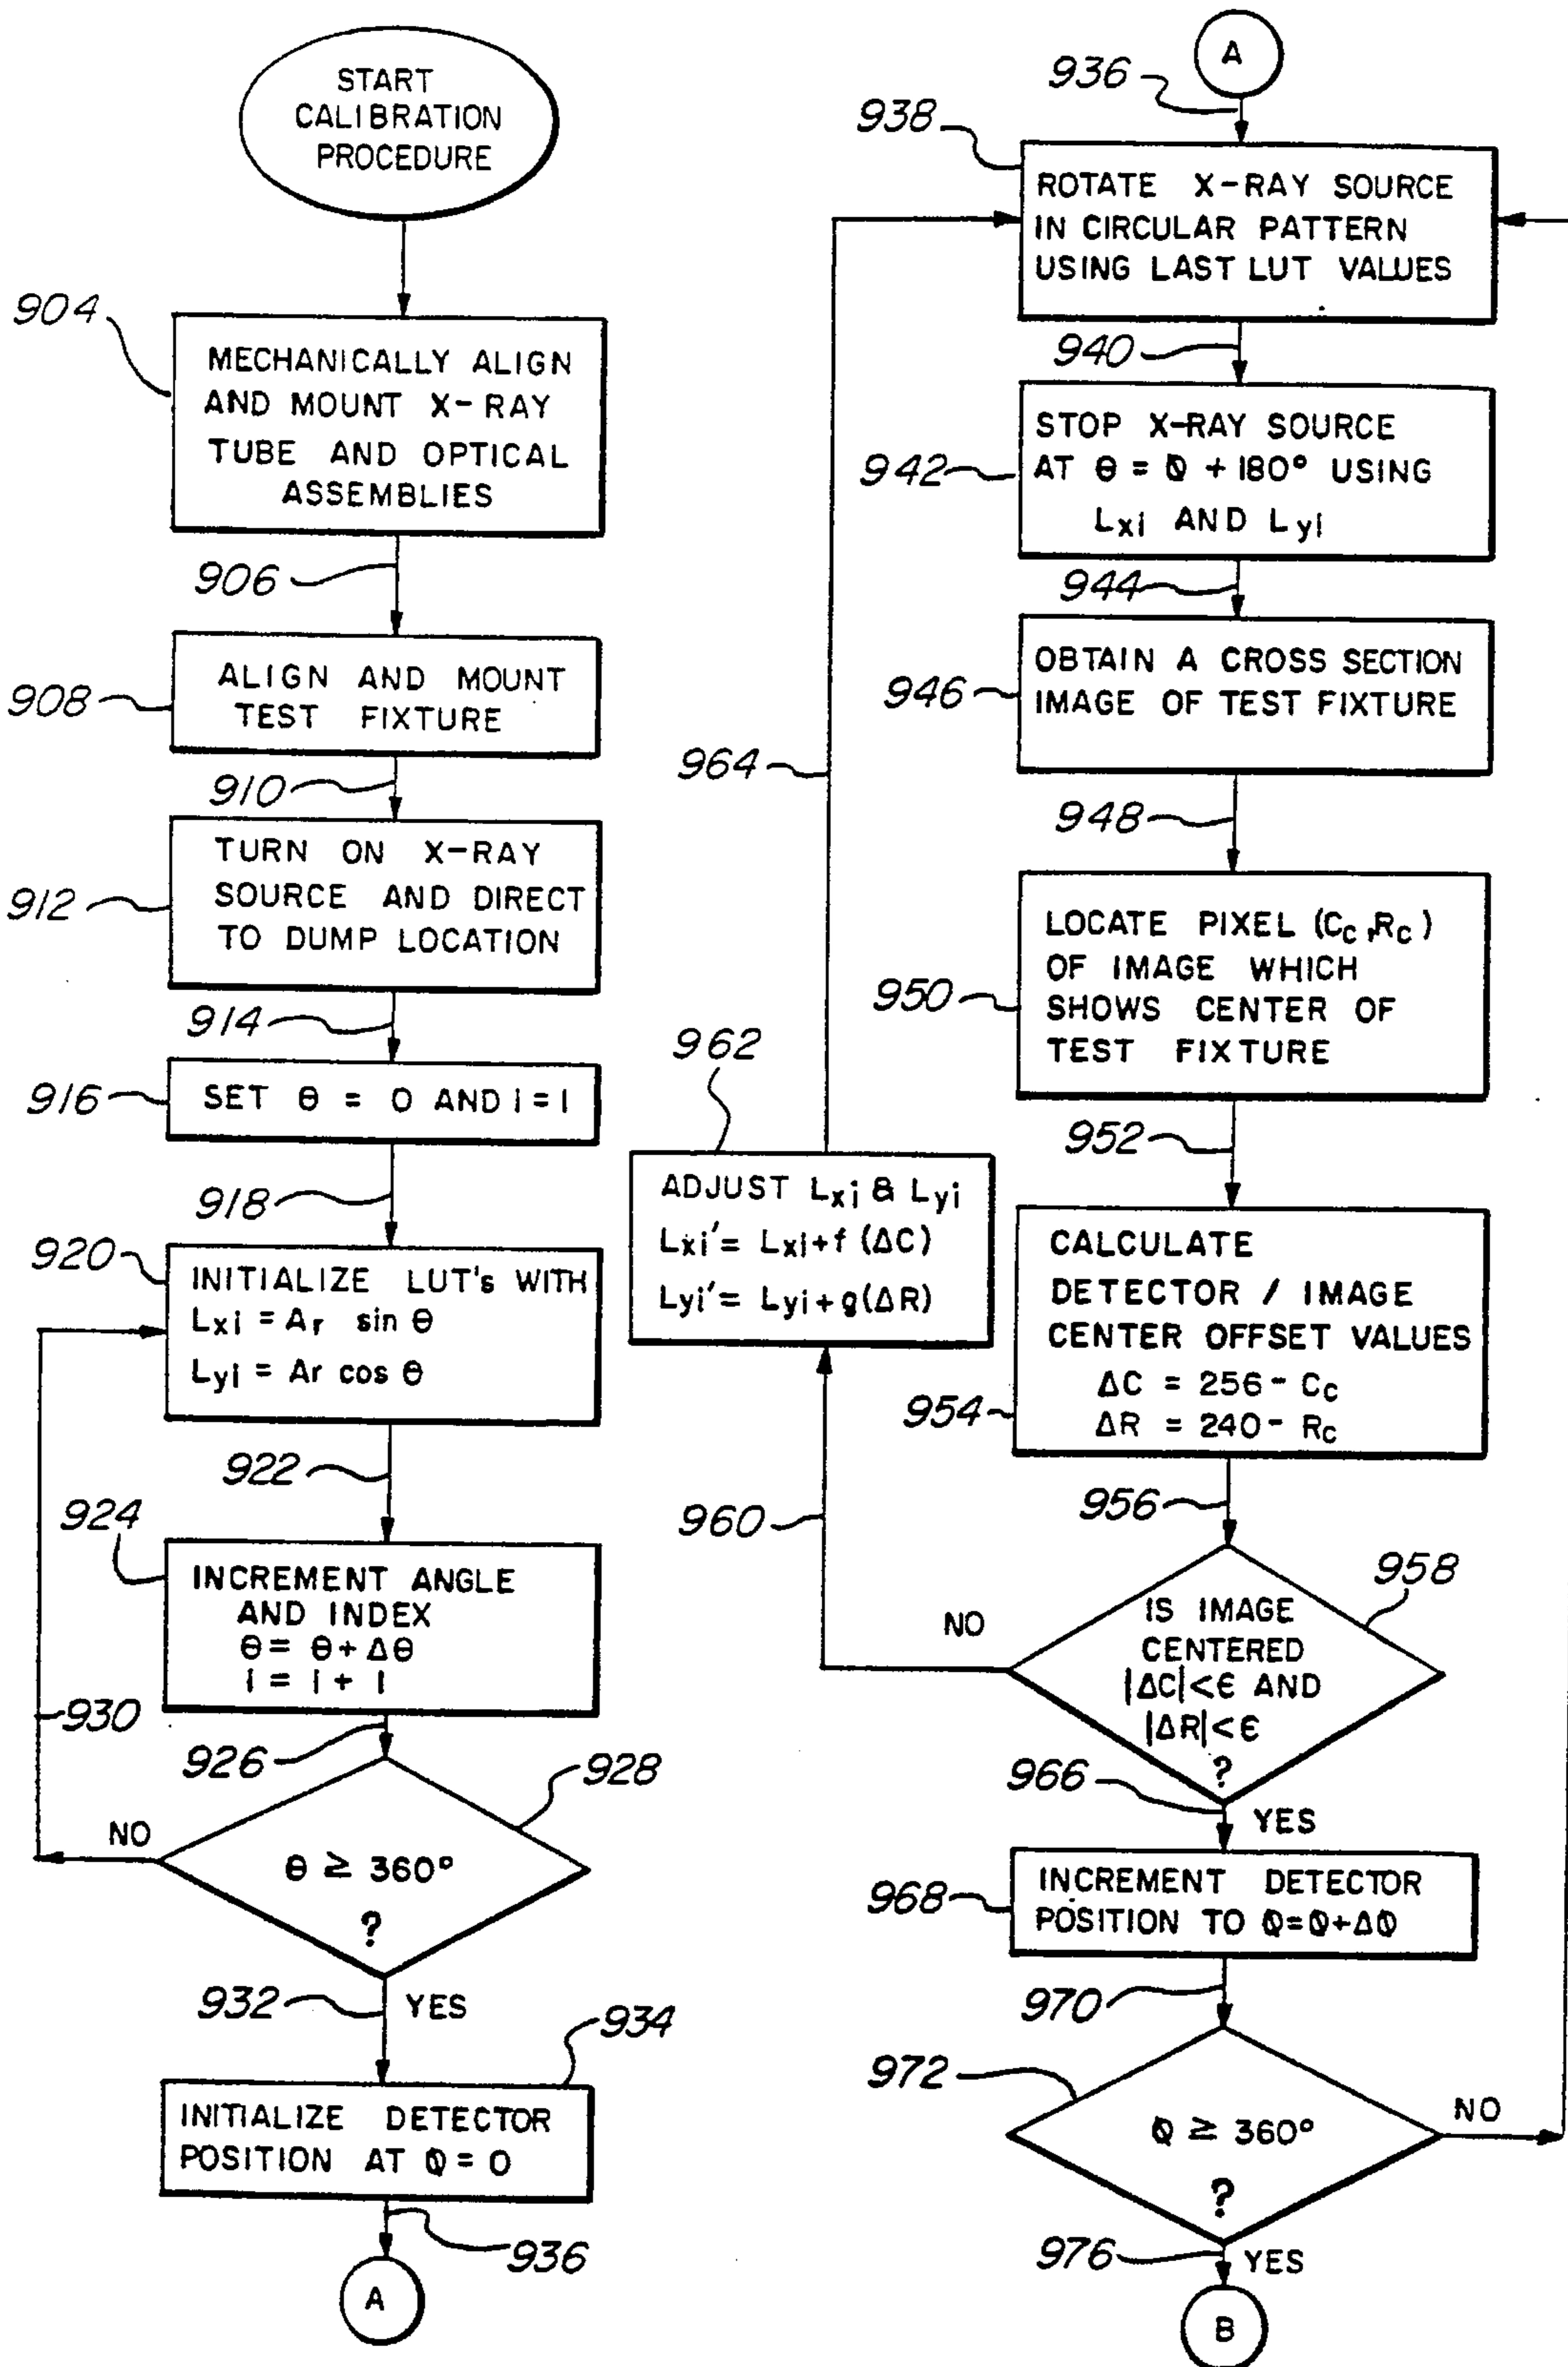 START
CALIBRATION
PROCEDURE
904
MECHANICALLY ALIGN
AND MOUNT X-RAY
TUBE AND OPTICAL
ASSEMBLIES
906
908
ALIGN AND MOUNT
TEST FIXTURE
910
912
TURN ON X-RAY
SOURCE AND DIRECT
TO DUMP LOCATION
914
916
SET θ = 0 AND i = 1
918
920
INITIALIZE LUT's WITH
Lxi = Ar sin θ
Lyi = Ar cos θ
922
924
INCREMENT ANGLE
AND INDEX
θ = θ + Δθ
i = i + 1
930
926
928
NO
θ ≥ 360°
?
932
YES
934
INITIALIZE DETECTOR
POSITION AT Φ = 0
936
A
A
936
938
ROTATE X-RAY SOURCE
IN CIRCULAR PATTERN
USING LAST LUT VALUES
940
942
STOP X-RAY SOURCE
AT θ = Φ + 180° USING
Lxi AND Lyi
944
946
OBTAIN A CROSS SECTION
IMAGE OF TEST FIXTURE
964
948
950
LOCATE PIXEL (Cc, Rc)
OF IMAGE WHICH
SHOWS CENTER OF
TEST FIXTURE
952
962
ADJUST Lxi & Lyi
Lxi' = Lxi + f (ΔC)
Lyi' = Lyi + g(ΔR)
954
CALCULATE
DETECTOR / IMAGE
CENTER OFFSET VALUES
ΔC = 256 - Cc
ΔR = 240 - Rc
956
960
958
NO
IS IMAGE
CENTERED
|ΔC| < ϵ AND
|ΔR| < ϵ
?
966
YES
968
INCREMENT DETECTOR
POSITION TO Φ=Φ+ΔΦ
970
972
Φ ≥ 360°
?
NO
976
YES
B